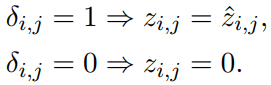 δ_{i,j} = 1 ⇒ z_{i,j} = ẑ_{i,j},
δ_{i,j} = 0 ⇒ z_{i,j} = 0.